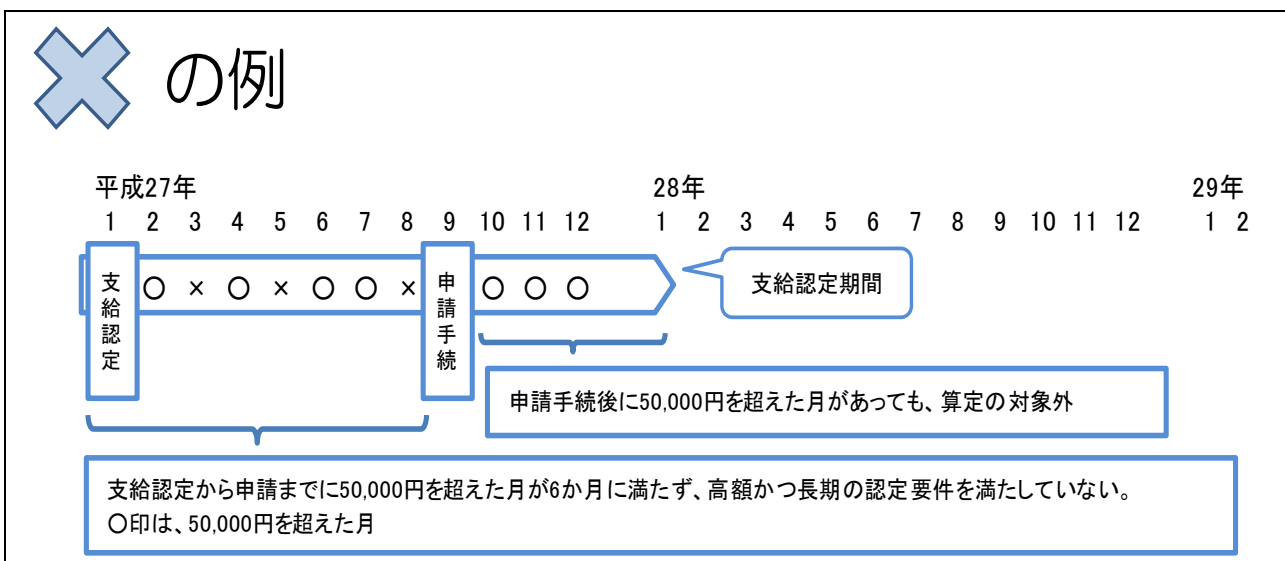 の例
平成27年 28年 29年
1 2 3 4 5 6 7 8 9 10 11 12 1 2 3 4 5 6 7 8 9 10 11 12 1 2
支給認定
〇 × 〇 × 〇 〇 ×
申請手続
〇 〇 〇
支給認定期間
申請手続後に50,000円を超えた月があっても、算定の対象外
支給認定から申請までに50,000円を超えた月が6か月に満たず、高額かつ長期の認定要件を満たしていない。
〇印は、50,000円を超えた月